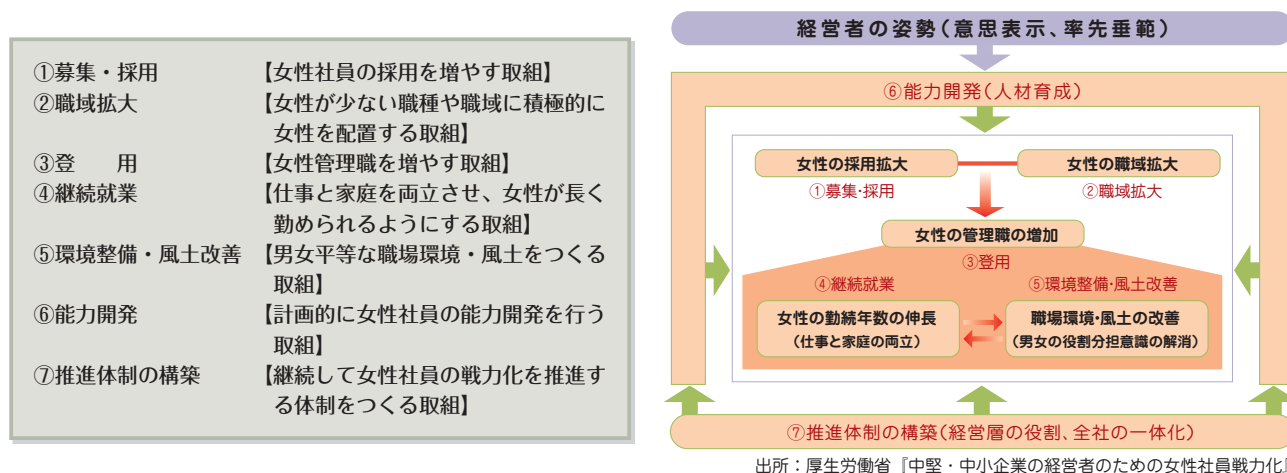 ①募集・採用 【女性社員の採用を増やす取組】
②職域拡大 【女性が少ない職種や職域に積極的に
女性を配置する取組】
③登　　用 【女性管理職を増やす取組】
④継続就業 【仕事と家庭を両立させ、女性が長く
勤められるようにする取組】
⑤環境整備・風土改善 【男女平等な職場環境・風土をつくる
取組】
⑥能力開発 【計画的に女性社員の能力開発を行う
取組】
⑦推進体制の構築 【継続して女性社員の戦力化を推進す
る体制をつくる取組】
経営者の姿勢(意思表示、率先垂範)
⑥能力開発(人材育成)
女性の採用拡大 女性の職域拡大
①募集・採用 ②職域拡大
女性の管理職の増加
③登用
④継続就業 ⑤環境整備・風土改善
女性の勤続年数の伸長 職場環境・風土の改善
(仕事と家庭の両立) (男女の役割分担意識の解消)
⑦推進体制の構築(経営層の役割、全社の一体化)
出所:厚生労働省『中堅・中小企業の経営者のための女性社員戦力化』